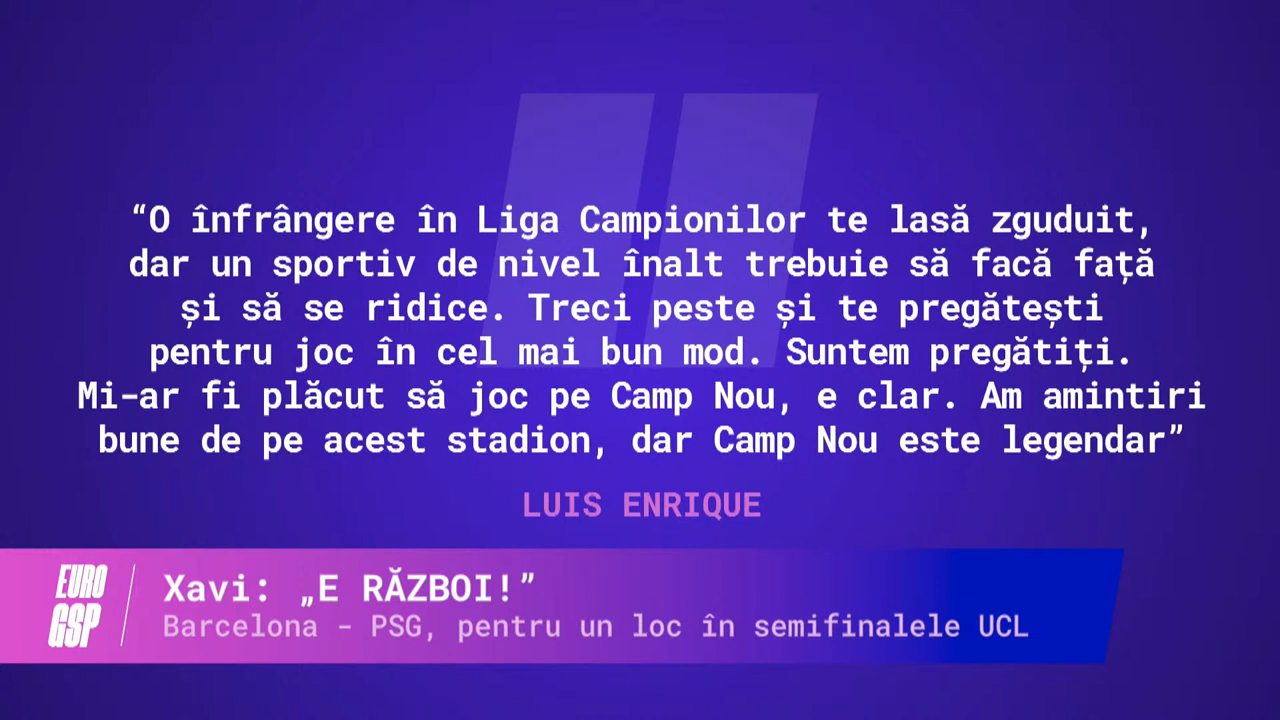 “O înfrângere în Liga Campionilor te lasă zguduit,
dar un sportiv de nivel înalt trebuie să facă față
și să se ridice. Treci peste și te pregătești
pentru joc în cel mai bun mod. Suntem pregătiți.
Mi-ar fi plăcut să joc pe Camp Nou, e clar. Am amintiri
bune de pe acest stadion, dar Camp Nou este legendar”
LUIS ENRIQUE
EURO
GSP
Xavi: „E RĂZBOI!”
Barcelona - PSG, pentru un loc în semifinalele UCL